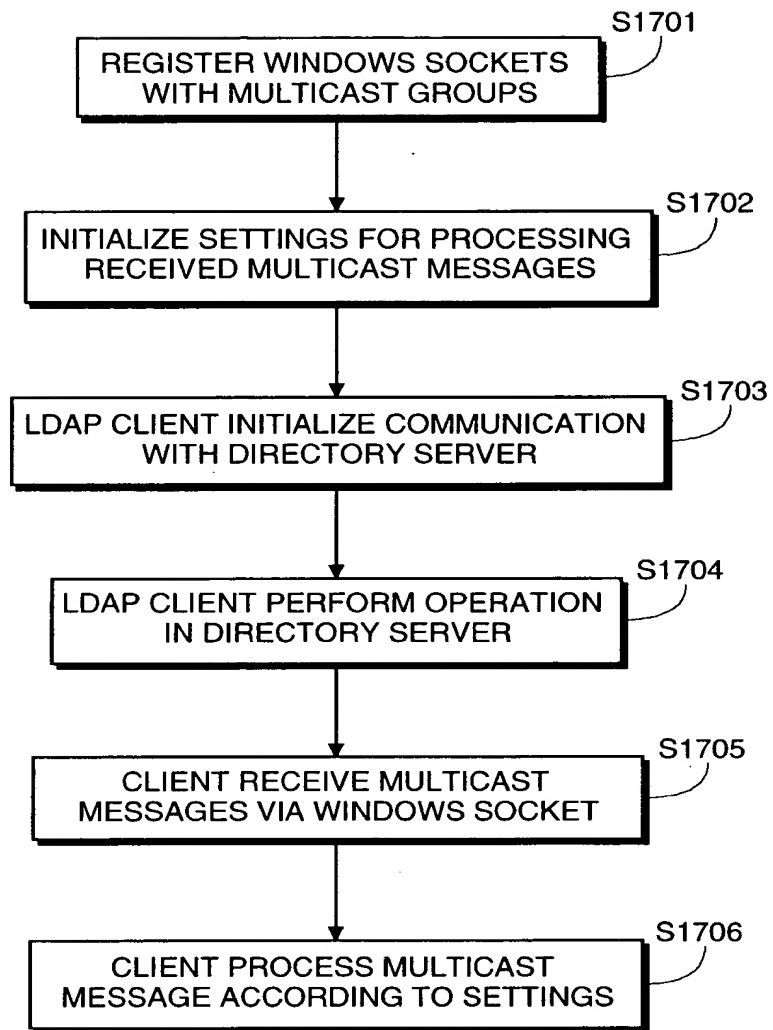 S1701
REGISTER WINDOWS SOCKETS
WITH MULTICAST GROUPS
S1702
INITIALIZE SETTINGS FOR PROCESSING
RECEIVED MULTICAST MESSAGES
S1703
LDAP CLIENT INITIALIZE COMMUNICATION
WITH DIRECTORY SERVER
S1704
LDAP CLIENT PERFORM OPERATION
IN DIRECTORY SERVER
S1705
CLIENT RECEIVE MULTICAST
MESSAGES VIA WINDOWS SOCKET
S1706
CLIENT PROCESS MULTICAST
MESSAGE ACCORDING TO SETTINGS